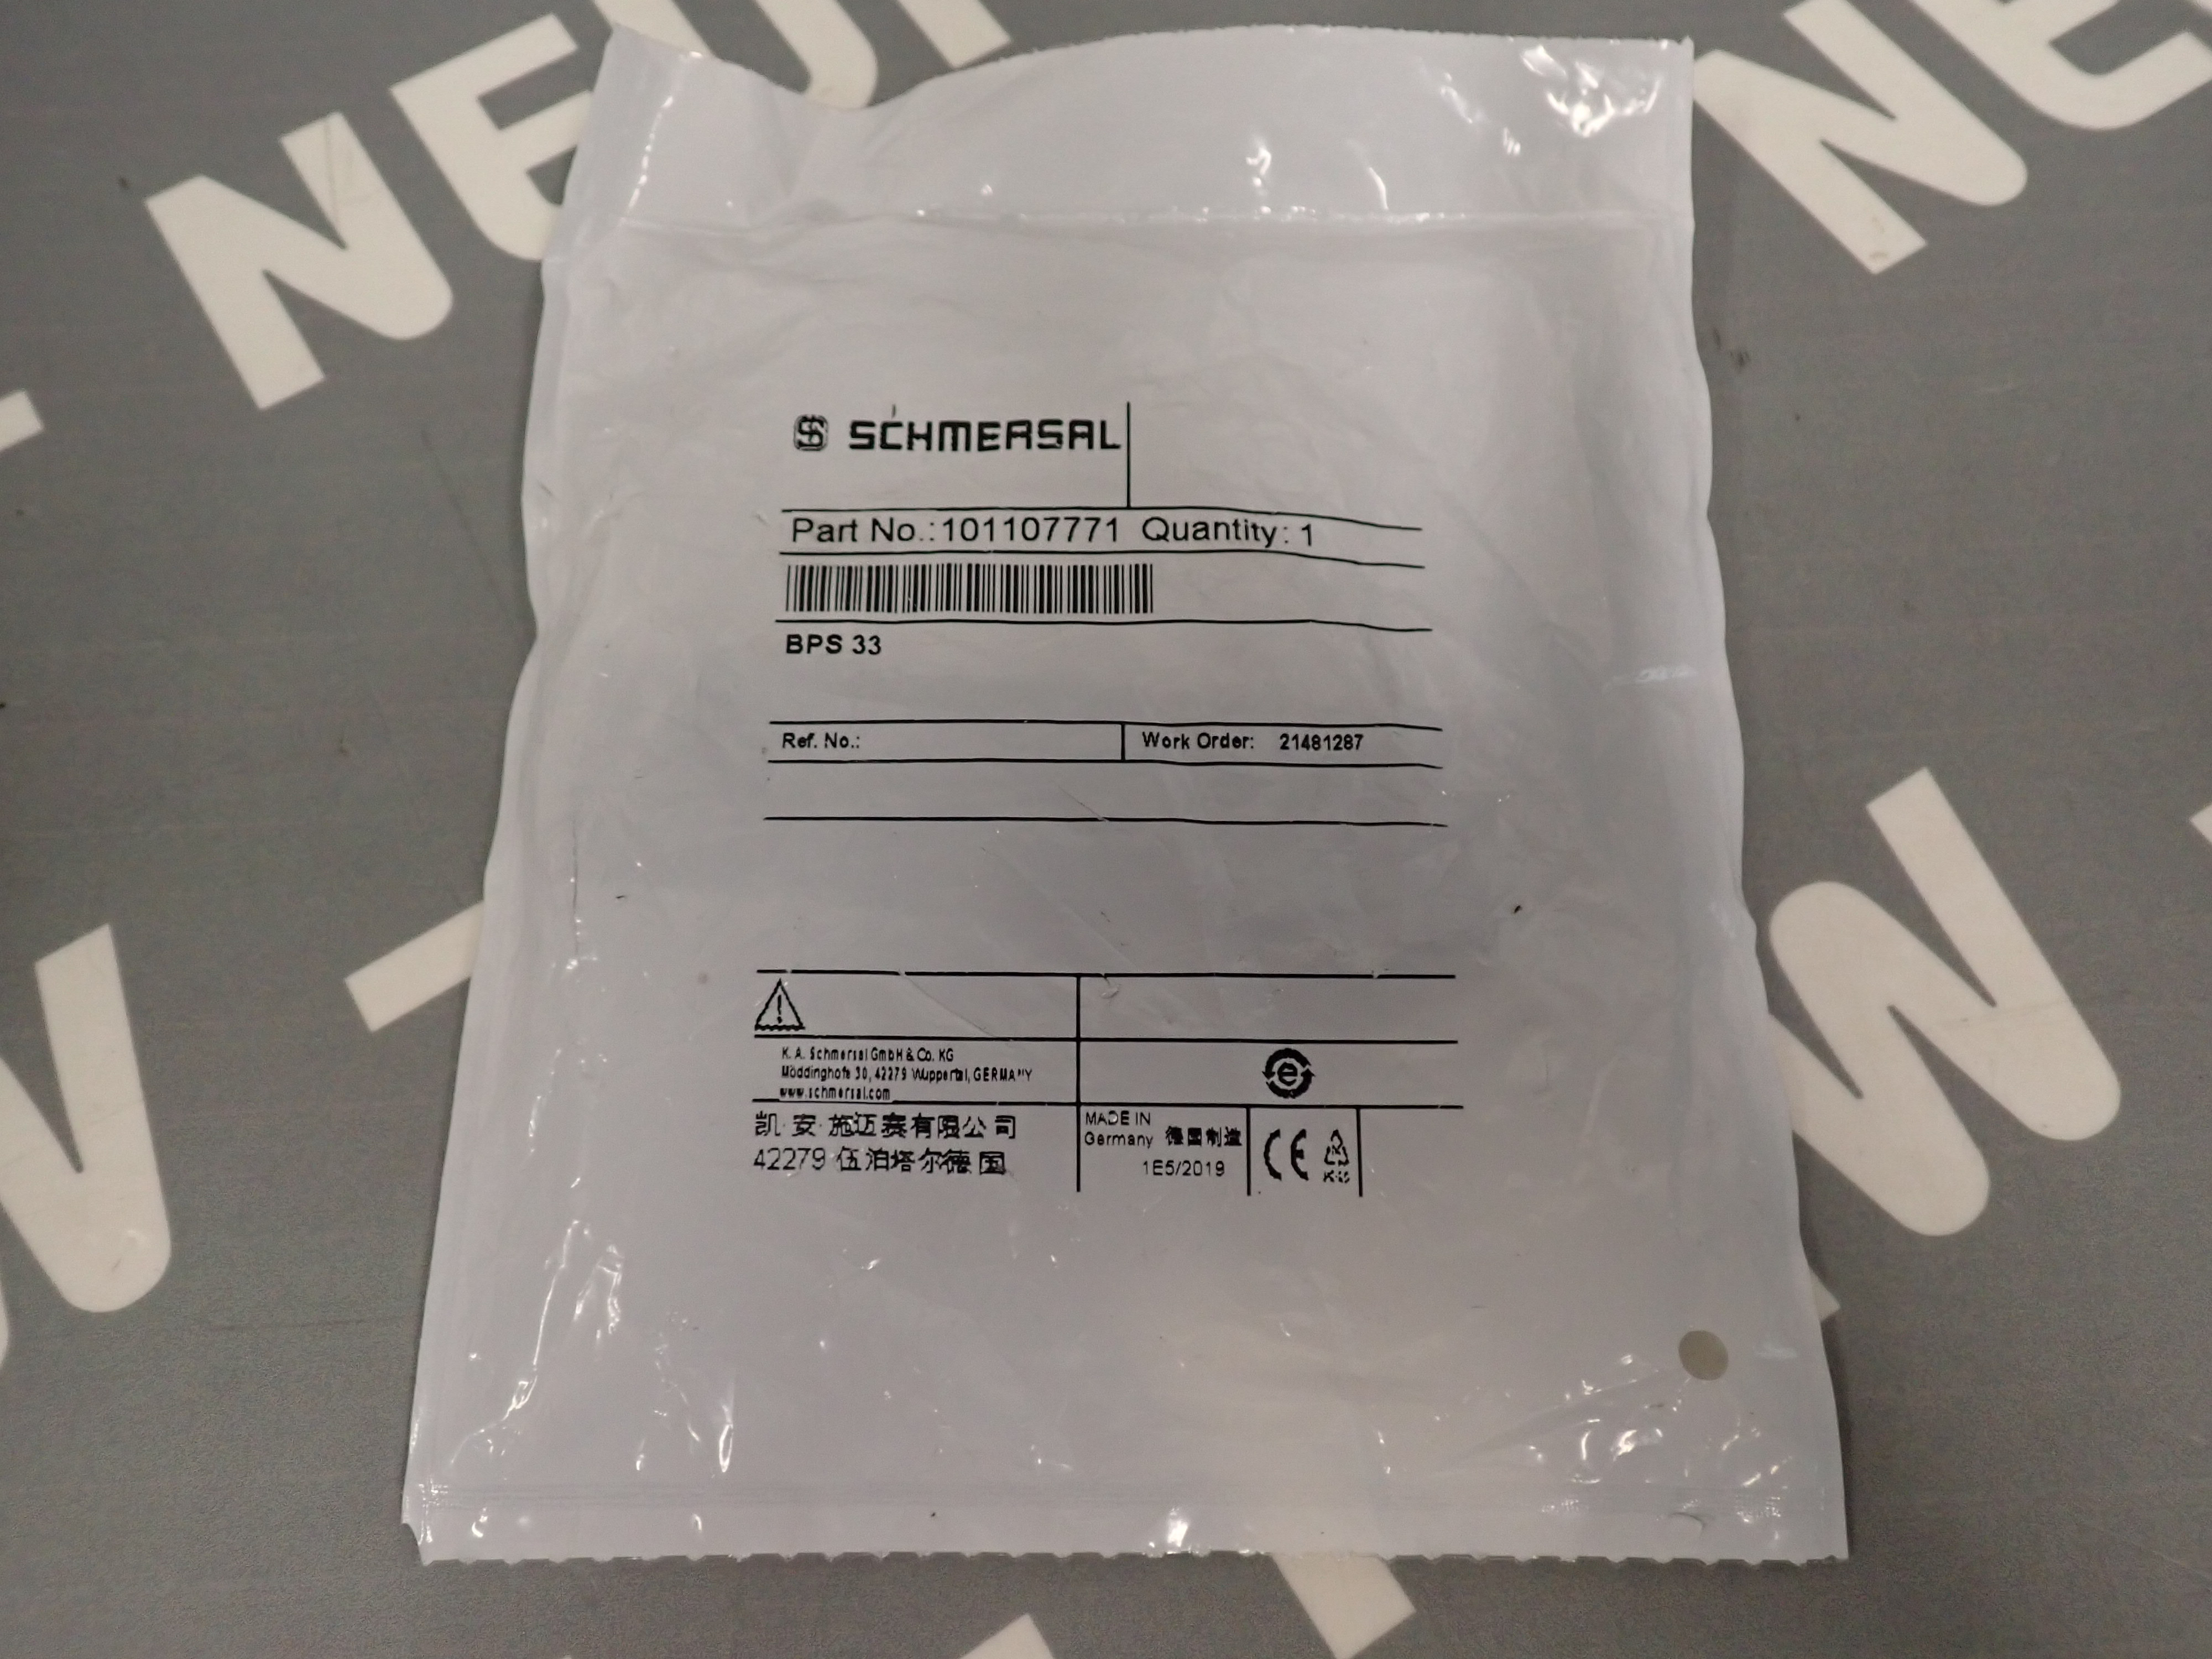 SCHMERSAL
Part No.:101107771 Quantity: 1
BPS 33
Ref. No.:
Work Order: 21481287
K. A. Schmersal GmbH & Co. KG
Möddinghofe 30, 42279 Wuppertal, GERMANY
www.schmersal.com
凯·安·施迈赛有限公司
42279 伍泊塔尔德国
MADE IN
Germany 德国制造
1E5/2019
CE